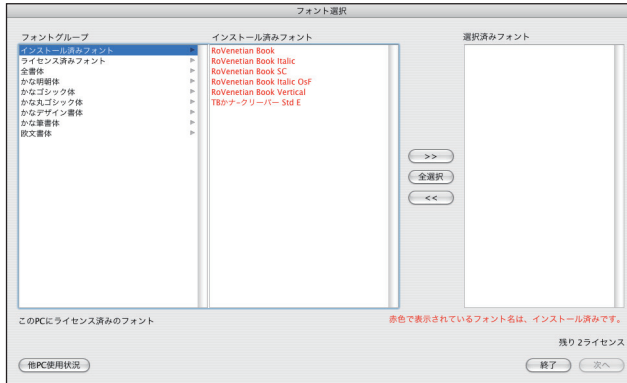 フォント選択
フォントグループ
インストール済みフォント
ライセンス済みフォント
全書体
かな明朝体
かなゴシック体
かな丸ゴシック体
かなデザイン書体
かな筆書体
欧文書体
インストール済みフォント
RoVenetian Book
RoVenetian Book Italic
RoVenetian Book SC
RoVenetian Book Italic OsF
RoVenetian Book Vertical
TBカナ-クリーパー Std E
>>
全選択
<<
選択済みフォント
このPCにライセンス済みのフォント
赤色で表示されているフォント名は、インストール済みです。
残り 2ライセンス
他PC使用状況
終了
次へ